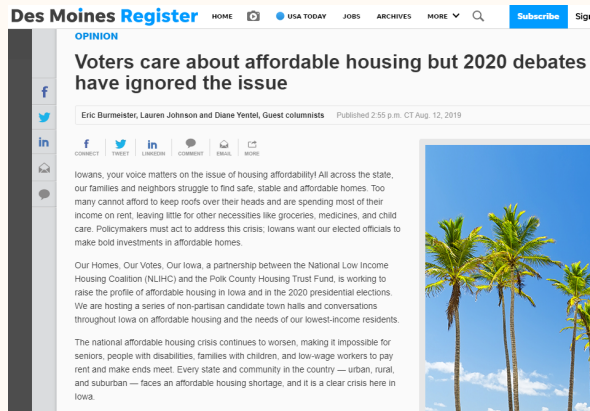 Des Moines Register HOME USA TODAY JOBS ARCHIVES MORE Subscribe Sign
OPINION
Voters care about affordable housing but 2020 debates
have ignored the issue
Eric Burmeister, Lauren Johnson and Diane Yentel, Guest columnists Published 2:55 p.m. CT Aug. 12, 2019
CONNECT TWEET LINKEDIN COMMENT EMAIL MORE
Iowans, your voice matters on the issue of housing affordability! All across the state,
our families and neighbors struggle to find safe, stable and affordable homes. Too
many cannot afford to keep roofs over their heads and are spending most of their
income on rent, leaving little for other necessities like groceries, medicines, and child
care. Policymakers must act to address this crisis; Iowans want our elected officials to
make bold investments in affordable homes.
Our Homes, Our Votes, Our Iowa, a partnership between the National Low Income
Housing Coalition (NLIHC) and the Polk County Housing Trust Fund, is working to
raise the profile of affordable housing in Iowa and in the 2020 presidential elections.
We are hosting a series of non-partisan candidate town halls and conversations
throughout Iowa on affordable housing and the needs of our lowest-income residents.
The national affordable housing crisis continues to worsen, making it impossible for
seniors, people with disabilities, families with children, and low-wage workers to pay
rent and make ends meet. Every state and community in the country — urban, rural,
and suburban — faces an affordable housing shortage, and it is a clear crisis here in
Iowa.